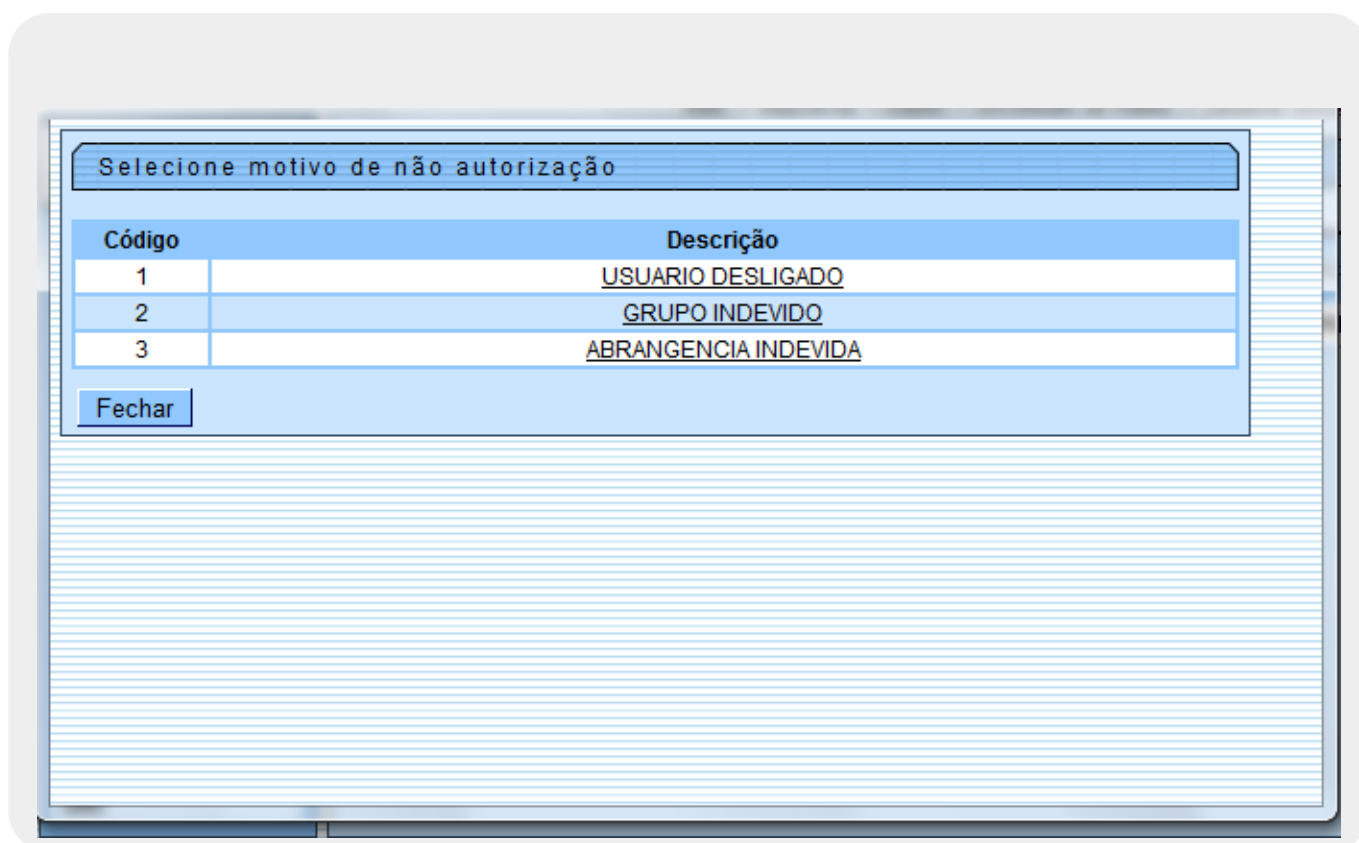 Selecione motivo de não autorização
Código Descrição
1 USUARIO DESLIGADO
2 GRUPO INDEVIDO
3 ABRANGENCIA INDEVIDA
Fechar